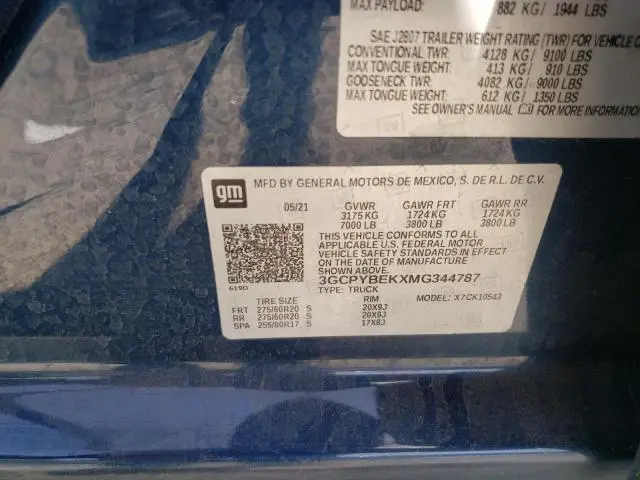 MAX PAYLOAD: 882 KG/ 1944 LBS
SAE J2807 TRAILER WEIGHT RATING (TWR) FOR VEHICLE
CONVENTIONAL TWR: 4128 KG/ 9100 LBS
MAX TONGUE WEIGHT: 413 KG/ 910 LBS
GOOSENECK TWR: 4082 KG/ 9000 LBS
MAX TONGUE WEIGHT: 612 KG/ 1350 LBS
SEE OWNER'S MANUAL FOR MORE INFORMATION
gm
MFD BY GENERAL MOTORS DE MEXICO, S. DE R.L. DE C.V.
05/21 GVWR GAWR FRT GAWR RR
3175 KG 1724 KG 1724 KG
7000 LB 3800 LB 3800 LB
THIS VEHICLE CONFORMS TO ALL
APPLICABLE U.S. FEDERAL MOTOR
VEHICLE SAFETY STANDARDS IN EFFECT
ON THE DATE OF MANUFACTURE SHOWN ABOVE.
3GCPYBEKXMG344787
619D
TYPE: TRUCK
TIRE SIZE RIM MODEL: X7CK10543
FRT 275/60R20 S 20X9J
RR 275/60R20 S 20X9J
SPA 255/80R17 S 17X8J